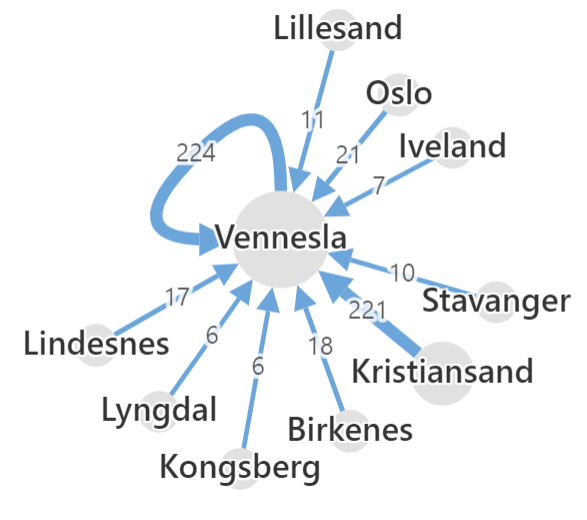 Lillesand
Oslo
11
224
21
Iveland
7
Vennesla
10
Stavanger
17
221
6
18
Lindesnes
6
Kristiansand
Lyngdal
Birkenes
Kongsberg